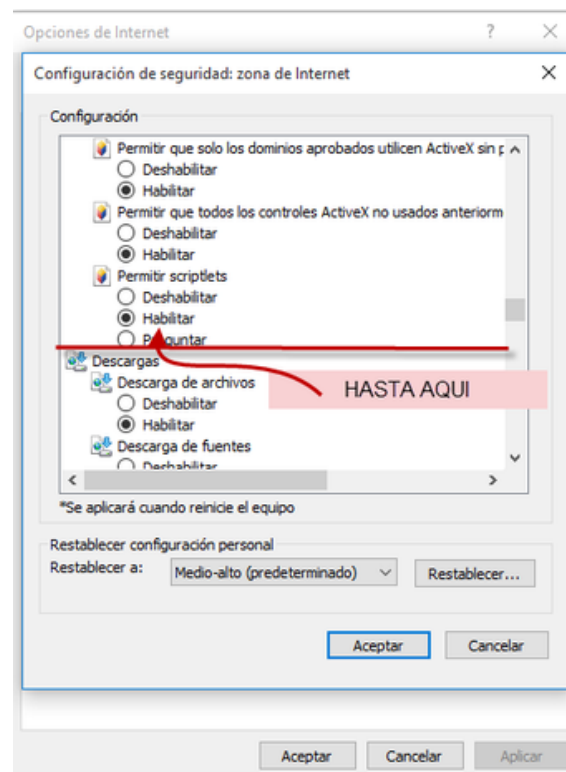 Opciones de Internet ? ×
Configuración de seguridad: zona de Internet ×
Configuración
Permitir que solo los dominios aprobados utilicen ActiveX sin
Deshabilitar
Habilitar
Permitir que todos los controles ActiveX no usados anteriorm
Deshabilitar
Habilitar
Permitir scriptlets
Deshabilitar
Habilitar
Preguntar
Descargas
Descarga de archivos
HASTA AQUI
Deshabilitar
Habilitar
Descarga de fuentes
Deshabilitar
*Se aplicará cuando reinicie el equipo
Restablecer configuración personal
Restablecer a: Medio-alto (predeterminado) Restablecer...
Aceptar Cancelar
Aceptar Cancelar Aplicar